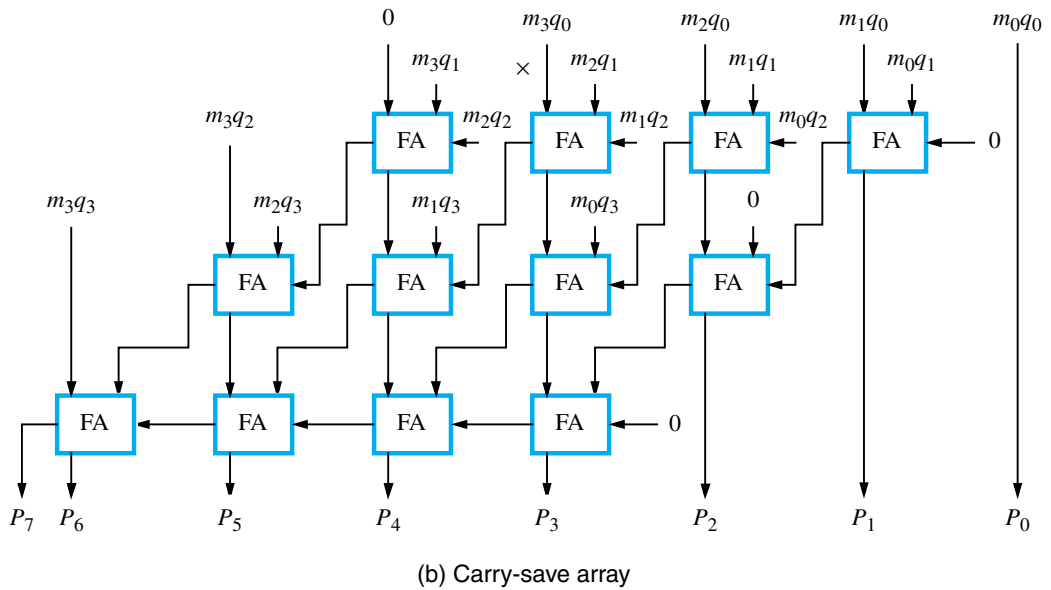 0 m₃q₀ m₂q₀ m₁q₀ m₀q₀
m₃q₁ × m₂q₁ m₁q₁ m₀q₁
m₃q₂ FA m₂q₂ FA m₁q₂ FA m₀q₂ FA 0
m₃q₃ m₂q₃ m₁q₃ m₀q₃ 0
FA FA FA FA
FA FA FA FA 0
P₇ P₆ P₅ P₄ P₃ P₂ P₁ P₀
(b) Carry-save array